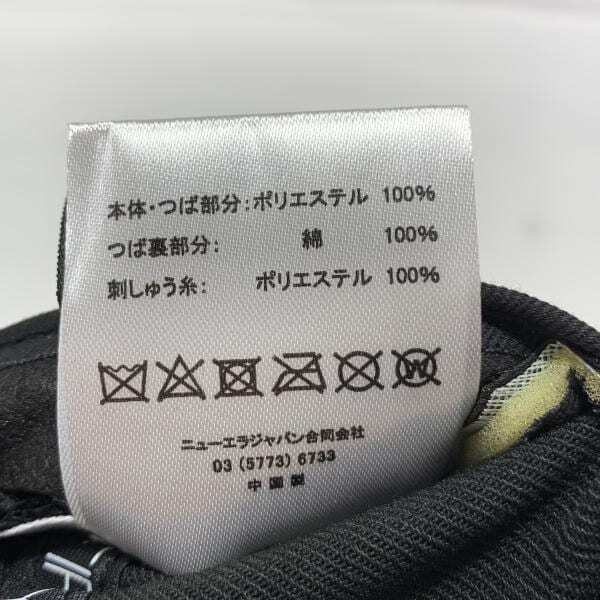 本体・つば部分:ポリエステル 100%
つば裏部分: 綿 100%
刺しゅう糸: ポリエステル 100%
W
ニューエラジャパン合同会社
03 (5773) 6733
中国製